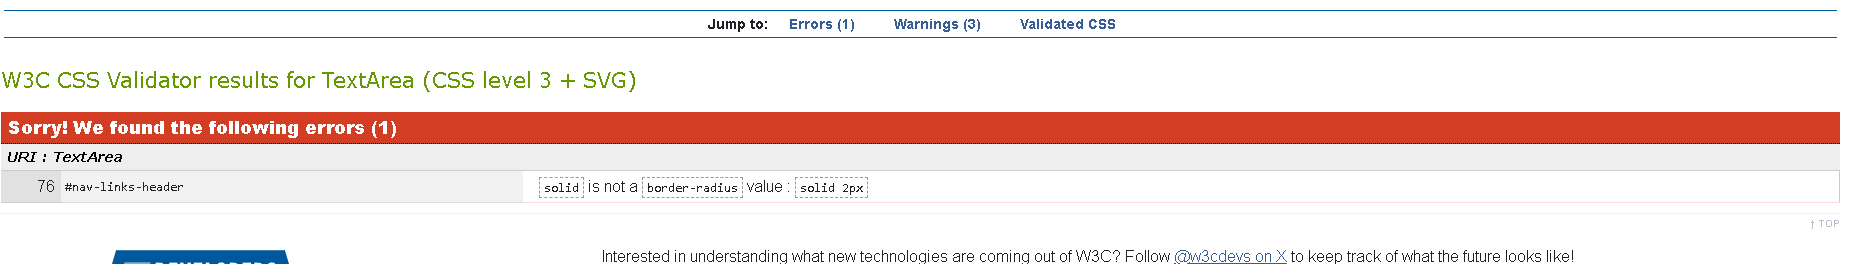 Jump to: Errors (1) Warnings (3) Validated CSS
W3C CSS Validator results for TextArea (CSS level 3 + SVG)
Sorry! We found the following errors (1)
URI : TextArea
76 #nav-links-header solid is not a border-radius value : solid 2px
↑ TOP
Interested in understanding what new technologies are coming out of W3C? Follow @w3cdevs on X to keep track of what the future looks like!